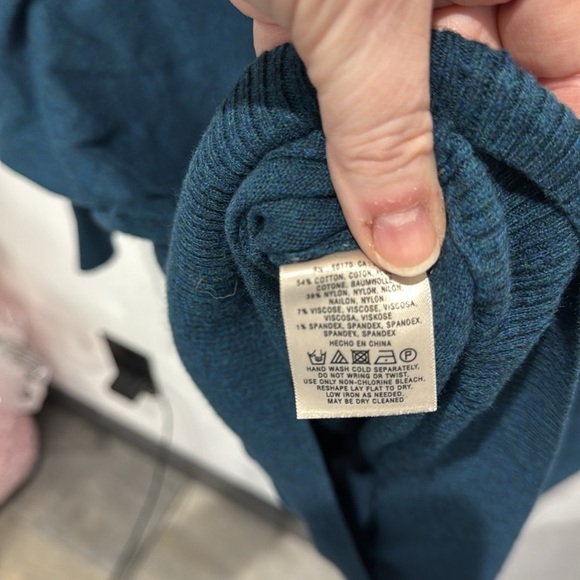 54% COTTON, COTON,
COTONE, BAUMWOLLE
38% NYLON, NYLON, NILON,
NAILON, NYLON
7% VISCOSE, VISCOSE, VISCOSA,
VISCOSA, VISKOSE
1% SPANDEX, SPANDEX, SPANDEX,
SPANDEX, SPANDEX
HECHO EN CHINA
P
HAND WASH COLD SEPARATELY.
DO NOT WRING OR TWIST.
USE ONLY NON-CHLORINE BLEACH.
RESHAPE LAY FLAT TO DRY.
LOW IRON AS NEEDED.
MAY BE DRY CLEANED